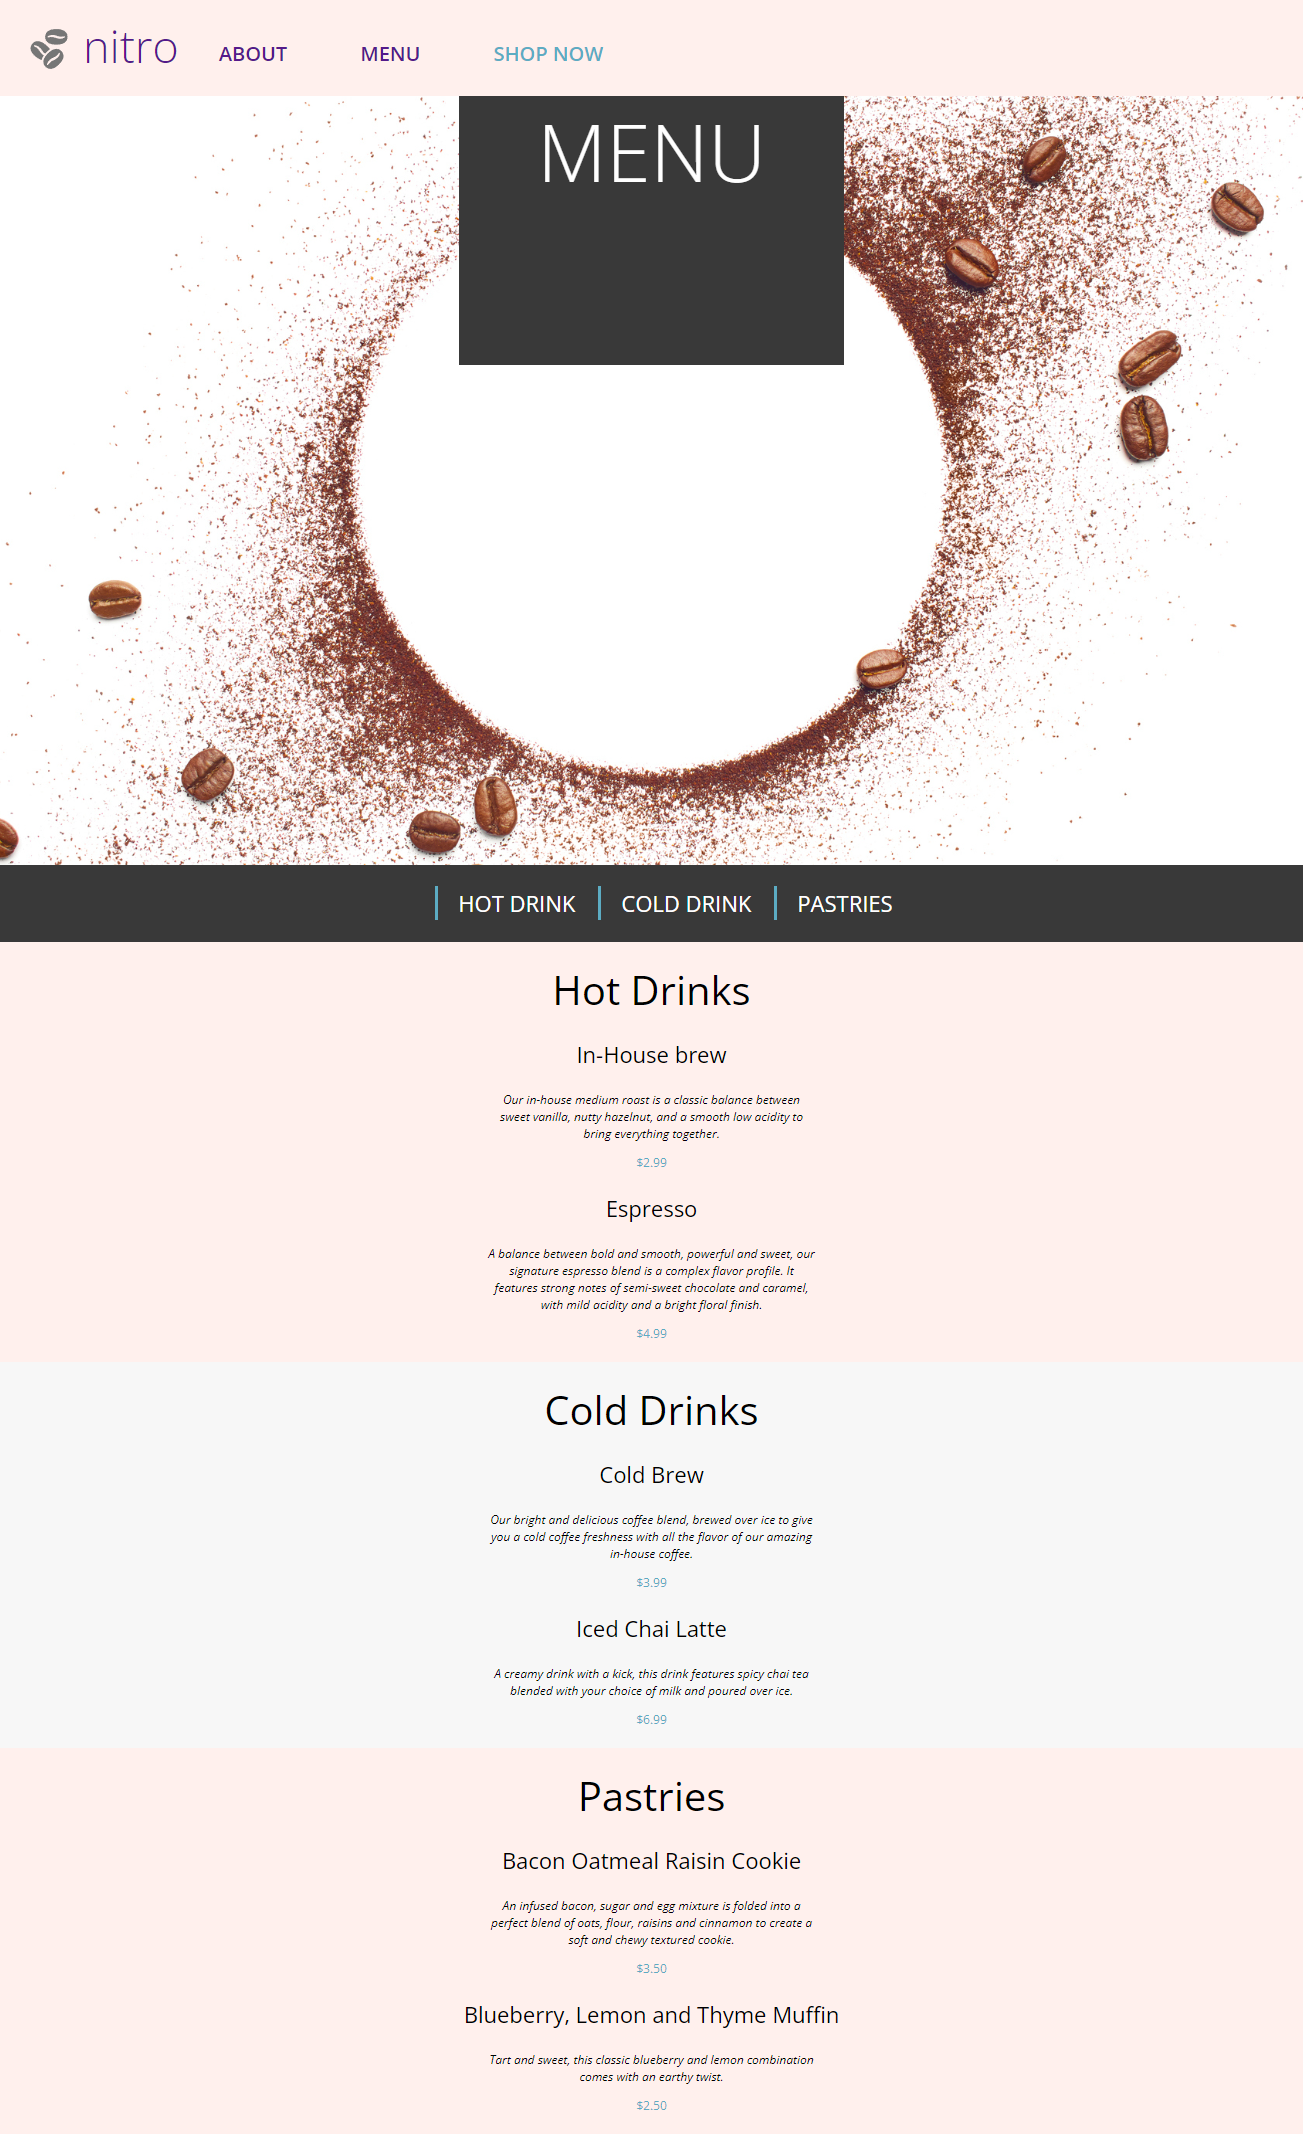 nitro ABOUT MENU SHOP NOW
MENU
HOT DRINK COLD DRINK PASTRIES
Hot Drinks
In-House brew
Our in-house medium roast is a classic balance between
sweet vanilla, nutty hazelnut, and a smooth low acidity to
bring everything together.
$2.99
Espresso
A balance between bold and smooth, powerful and sweet, our
signature espresso blend is a complex flavor profile. It
features strong notes of semi-sweet chocolate and caramel,
with mild acidity and a bright floral finish.
$4.99
Cold Drinks
Cold Brew
Our bright and delicious coffee blend, brewed over ice to give
you a cold coffee freshness with all the flavor of our amazing
in-house coffee.
$3.99
Iced Chai Latte
A creamy drink with a kick, this drink features spicy chai tea
blended with your choice of milk and poured over ice.
$6.99
Pastries
Bacon Oatmeal Raisin Cookie
An infused bacon, sugar and egg mixture is folded into a
perfect blend of oats, flour, raisins and cinnamon to create a
soft and chewy textured cookie.
$3.50
Blueberry, Lemon and Thyme Muffin
Tart and sweet, this classic blueberry and lemon combination
comes with an earthy twist.
$2.50